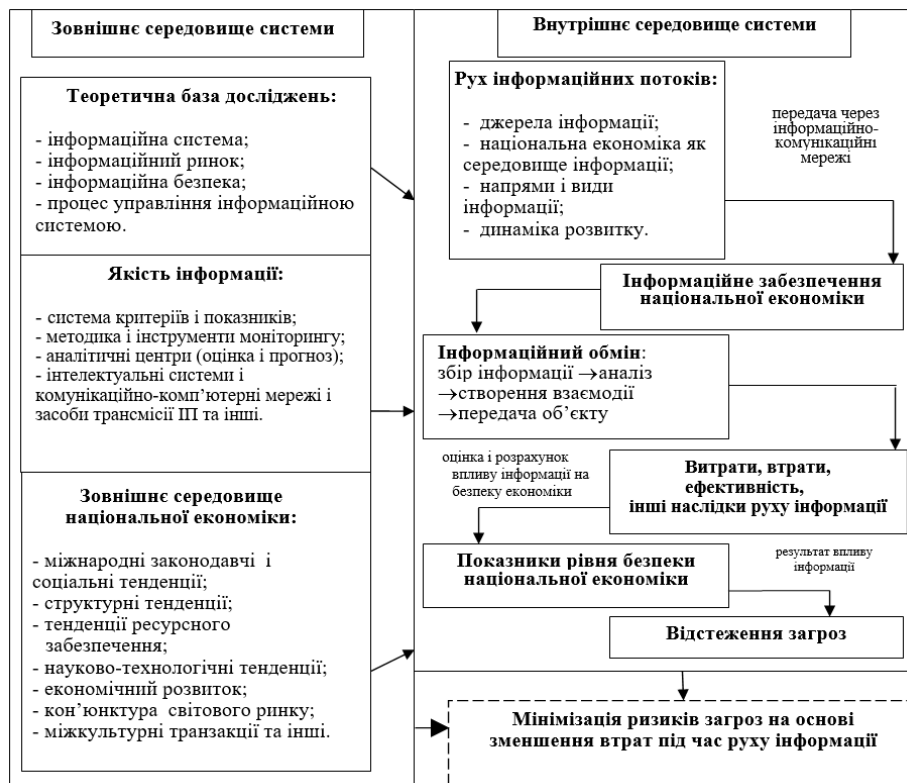 Зовнішнє середовище системи
Теоретична база досліджень:
- інформаційна система;
- інформаційний ринок;
- інформаційна безпека;
- процес управління інформаційною
системою.
Якість інформації:
- система критеріїв і показників;
- методика і інструменти моніторингу;
- аналітичні центри (оцінка і прогноз);
- інтелектуальні системи і
комунікаційно-комп’ютерні мережі і
засоби трансмісії ІП та інші.
Зовнішнє середовище
національної економіки:
- міжнародні законодавчі і
соціальні тенденції;
- структурні тенденції;
- тенденції ресурсного
забезпечення;
- науково-технологічні тенденції;
- економічний розвиток;
- кон’юнктура світового ринку;
- міжкультурні транзакції та інші.
Внутрішнє середовище системи
Рух інформаційних потоків:
- джерела інформації;
- національна економіка як
середовище інформації;
- напрями і види
інформації;
- динаміка розвитку.
передача через
інформаційно-
комунікаційні
мережі
Інформаційне забезпечення
національної економіки
Інформаційний обмін:
збір інформації →аналіз
→створення взаємодії
→передача об’єкту
оцінка і розрахунок
впливу інформації на
безпеку економіки
Витрати, втрати,
ефективність,
інші наслідки руху інформації
Показники рівня безпеки
національної економіки
результат впливу
інформації
Відстеження загроз
Мінімізація ризиків загроз на основі
зменшення втрат під час руху інформації